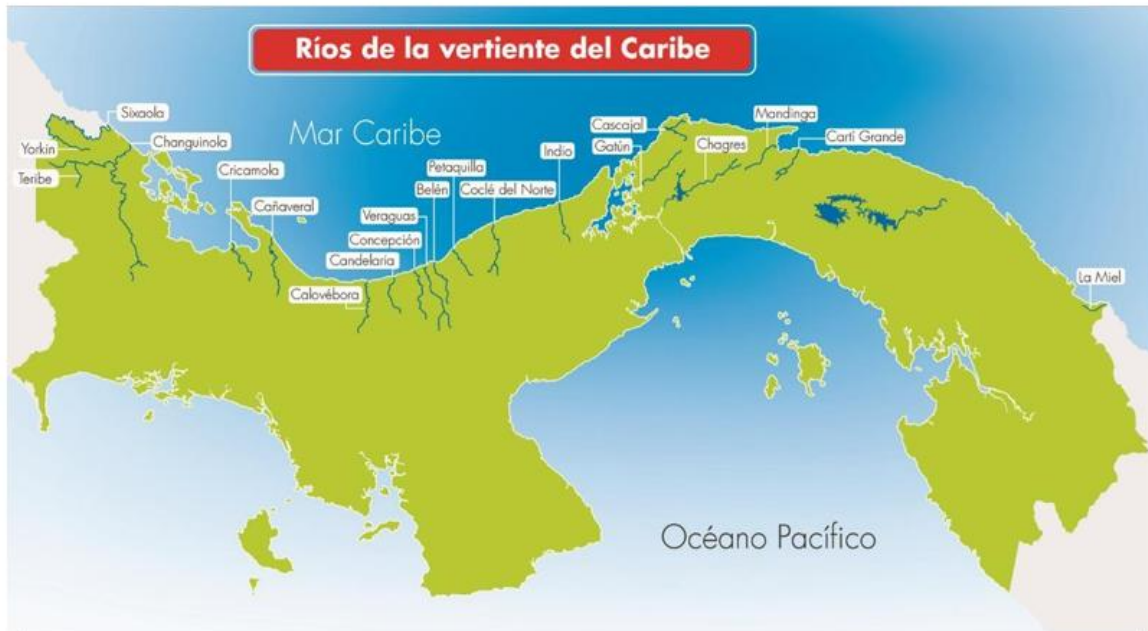 Ríos de la vertiente del Caribe
Mar Caribe
Sixaola
Yorkin
Changuinola
Teribe
Cricamola
Cañaveral
Calovébora
Candelaria
Concepción
Veraguas
Belén
Petaquilla
Coclé del Norte
Indio
Gatún
Cascajal
Chagres
Mandinga
Cartí Grande
La Miel
Océano Pacífico